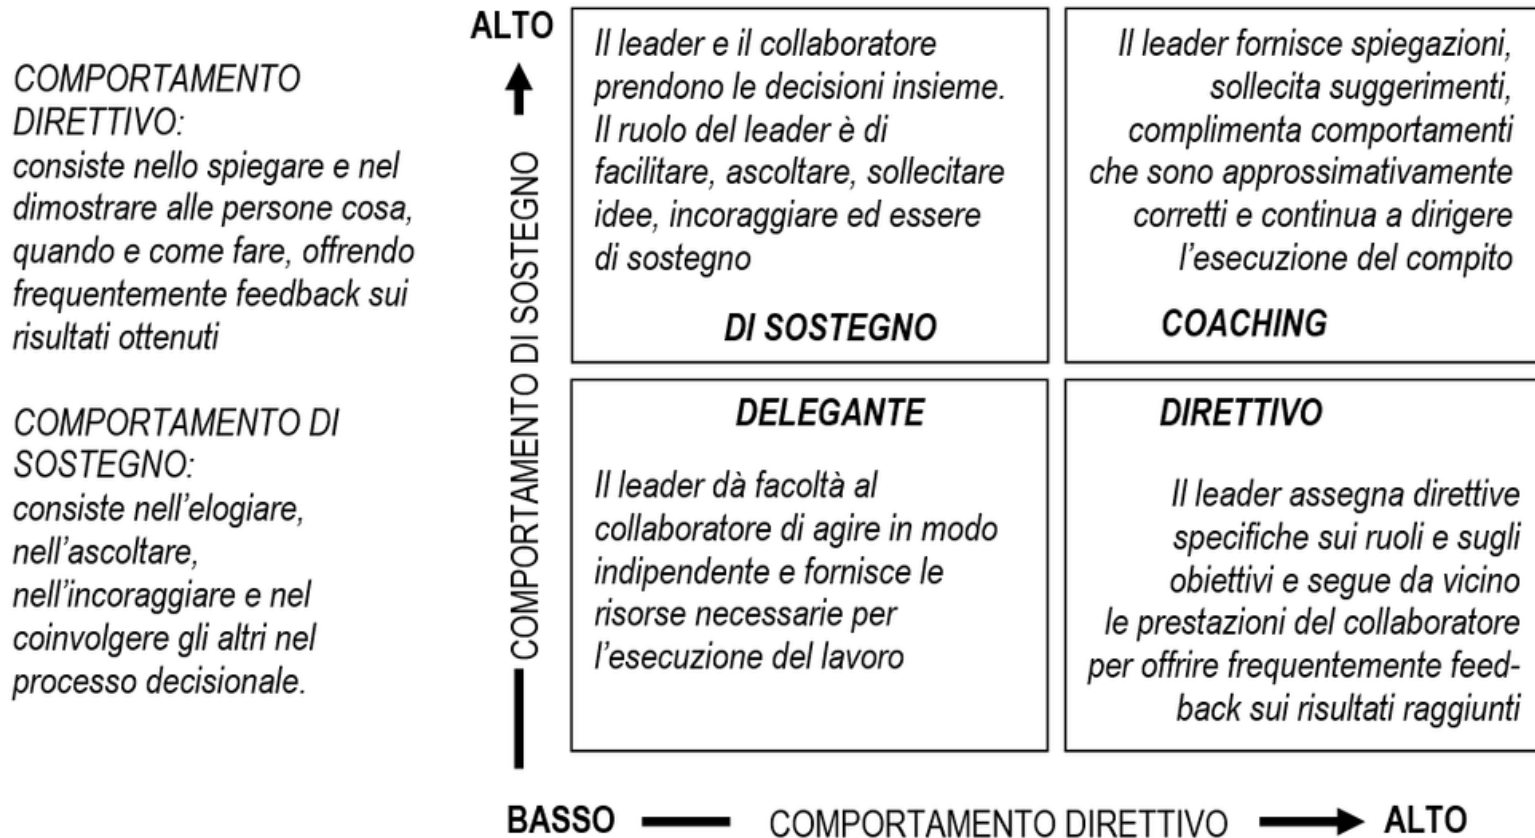 COMPORTAMENTO
DIRETTIVO:
consiste nello spiegare e nel
dimostrare alle persone cosa,
quando e come fare, offrendo
frequentemente feedback sui
risultati ottenuti
COMPORTAMENTO DI
SOSTEGNO:
consiste nell'elogiare,
nell'ascoltare,
nell'incoraggiare e nel
coinvolgere gli altri nel
processo decisionale.
ALTO
COMPORTAMENTO DI SOSTEGNO
Il leader e il collaboratore
prendono le decisioni insieme.
Il ruolo del leader è di
facilitare, ascoltare, sollecitare
idee, incoraggiare ed essere
di sostegno
DI SOSTEGNO
Il leader fornisce spiegazioni,
sollecita suggerimenti,
complimenta comportamenti
che sono approssimativamente
corretti e continua a dirigere
l'esecuzione del compito
COACHING
DELEGANTE
Il leader dà facoltà al
collaboratore di agire in modo
indipendente e fornisce le
risorse necessarie per
l'esecuzione del lavoro
DIRETTIVO
Il leader assegna direttive
specifiche sui ruoli e sugli
obiettivi e segue da vicino
le prestazioni del collaboratore
per offrire frequentemente feed-
back sui risultati raggiunti
BASSO COMPORTAMENTO DIRETTIVO ALTO